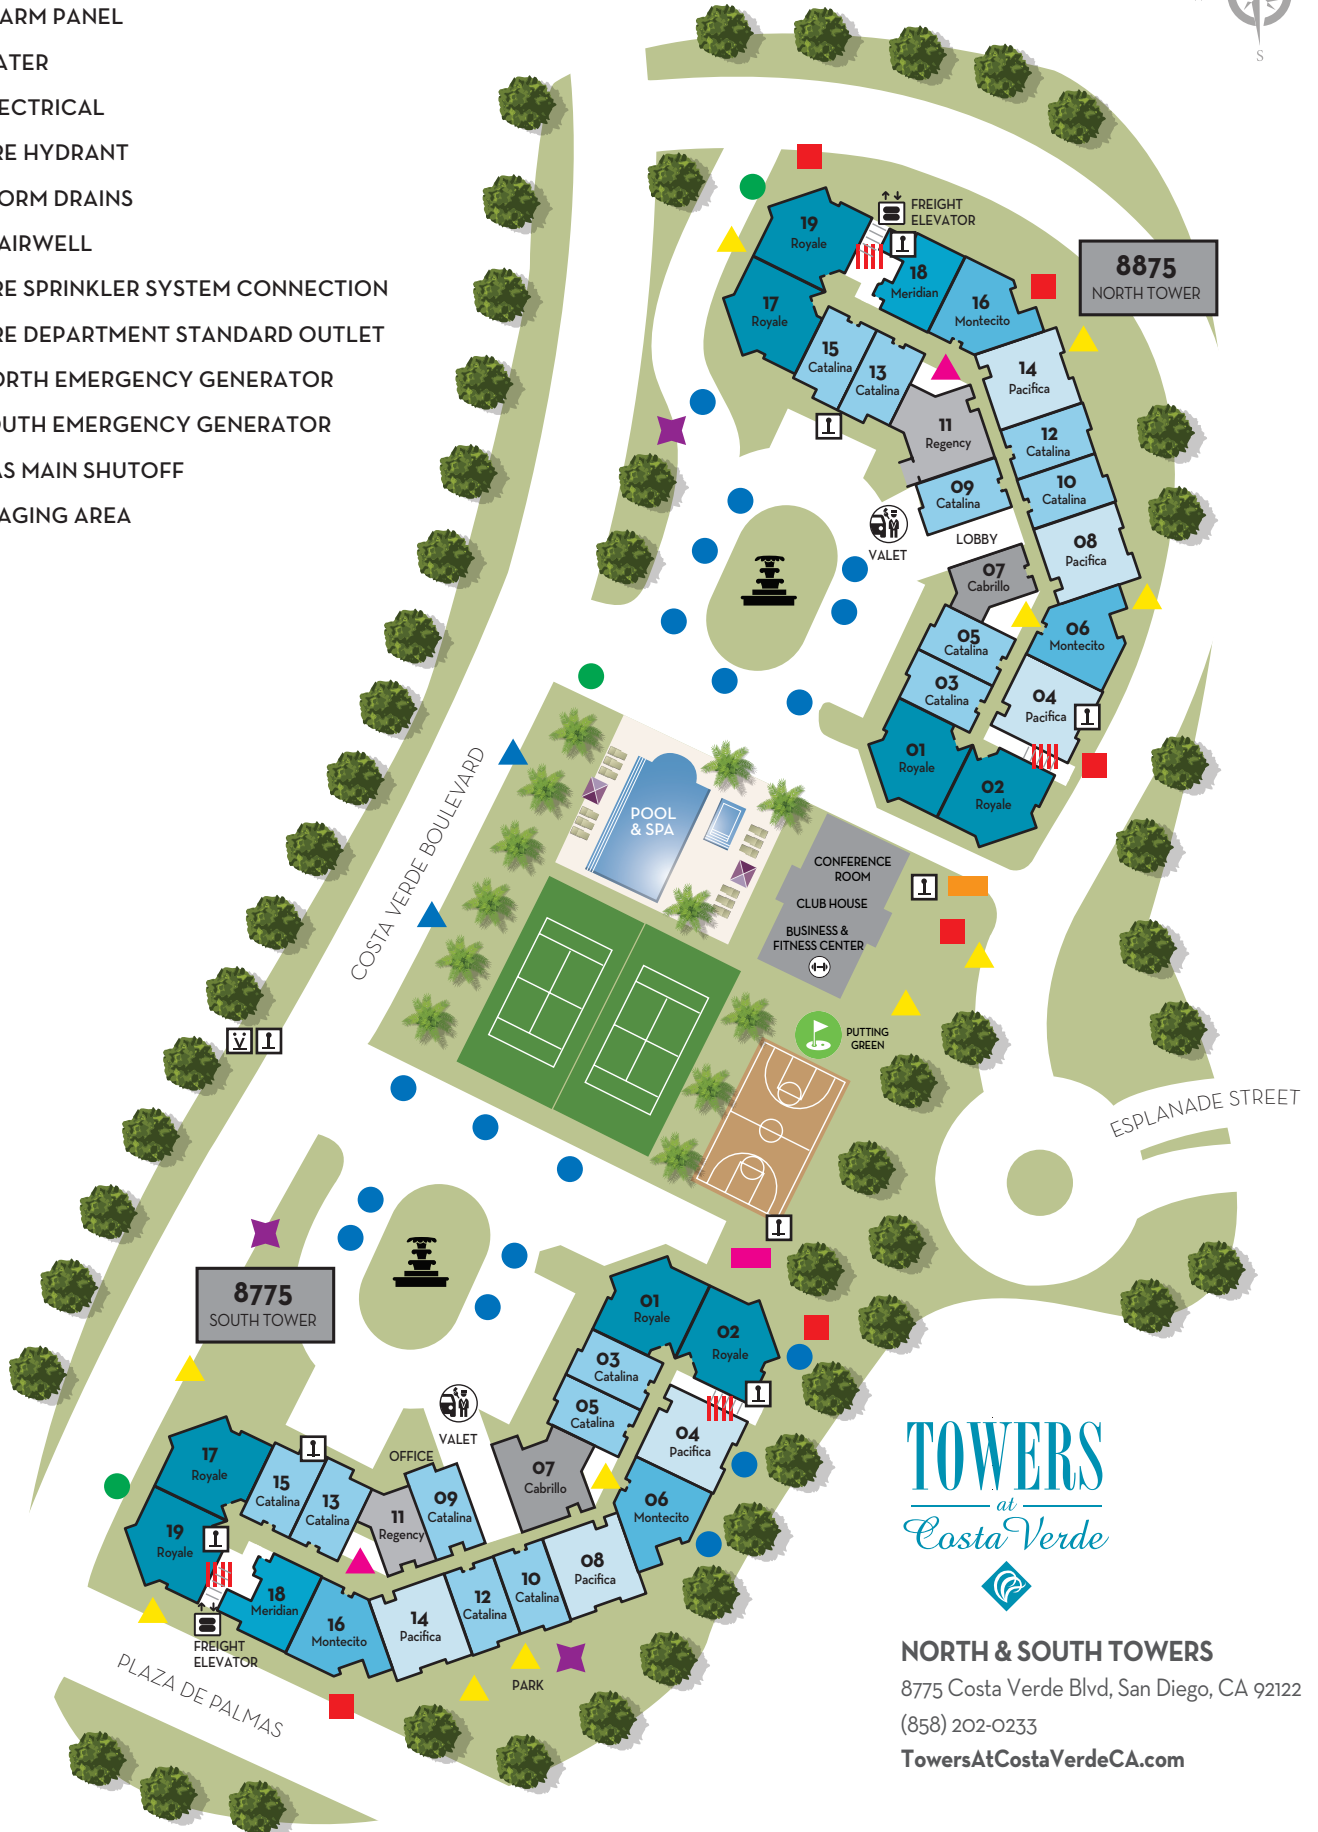 ARM PANEL
ATER
ECTRICAL
RE HYDRANT
ORM DRAINS
AIRWELL
RE SPRINKLER SYSTEM CONNECTION
RE DEPARTMENT STANDARD OUTLET
ORTH EMERGENCY GENERATOR
OUTH EMERGENCY GENERATOR
AS MAIN SHUTOFF
AGING AREA
S
8875
NORTH TOWER
FREIGHT
ELEVATOR
19
Royale
18
Meridian
17
Royale
16
Montecito
15
Catalina
13
Catalina
14
Pacifica
11
Regency
12
Catalina
09
Catalina
10
Catalina
VALET
LOBBY
08
Pacifica
07
Cabrillo
05
Catalina
06
Montecito
03
Catalina
04
Pacifica
01
Royale
02
Royale
COSTA VERDE BOULEVARD
POOL
& SPA
CONFERENCE
ROOM
CLUB HOUSE
BUSINESS &
FITNESS CENTER
PUTTING
GREEN
ESPLANADE STREET
8775
SOUTH TOWER
01
Royale
02
Royale
03
Catalina
05
Catalina
04
Pacifica
VALET
OFFICE
07
Cabrillo
06
Montecito
17
Royale
15
Catalina
13
Catalina
11
Regency
09
Catalina
19
Royale
18
Meridian
16
Montecito
14
Pacifica
12
Catalina
10
Catalina
08
Pacifica
FREIGHT
ELEVATOR
PARK
PLAZA DE PALMAS
TOWERS
at
Costa Verde
NORTH & SOUTH TOWERS
8775 Costa Verde Blvd, San Diego, CA 92122
(858) 202-0233
TowersAtCostaVerdeCA.com